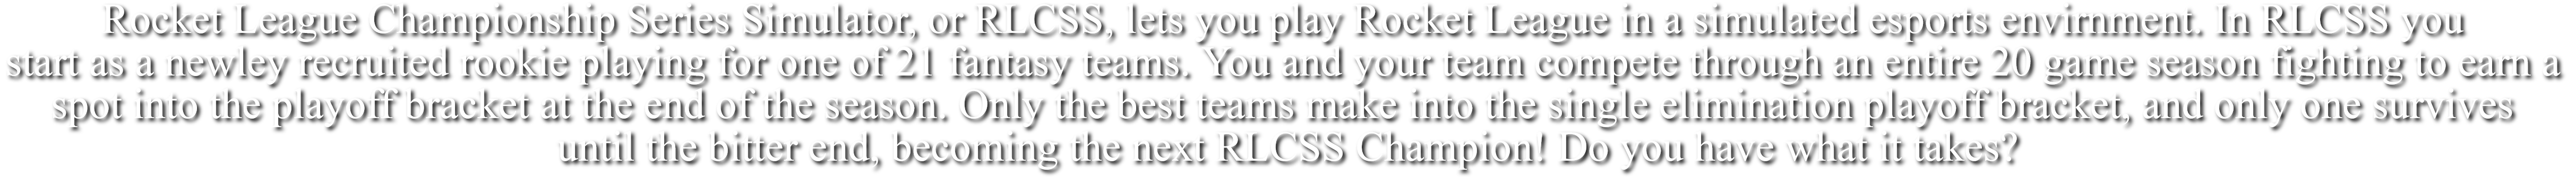 Rocket League Championship Series Simulator, or RLCSS, lets you play Rocket League in a simulated esports envirnment. In RLCSS you
start as a newley recruited rookie playing for one of 21 fantasy teams. You and your team compete through an entire 20 game season fighting to earn a
spot into the playoff bracket at the end of the season. Only the best teams make into the single elimination playoff bracket, and only one survives
until the bitter end, becoming the next RLCSS Champion! Do you have what it takes?